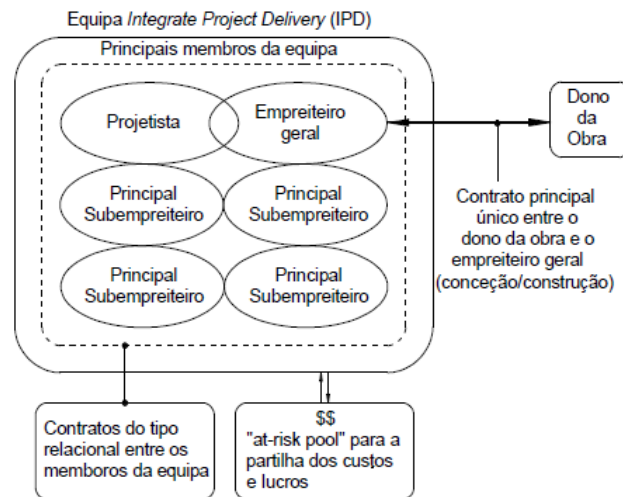 Equipa Integrate Project Delivery (IPD)
Principais membros da equipa
Projetista
Empreiteiro
geral
Dono
da
Obra
Principal
Subempreiteiro
Principal
Subempreiteiro
Principal
Subempreiteiro
Principal
Subempreiteiro
Contrato principal
único entre o
dono da obra e o
empreiteiro geral
(conceção/construção)
Contratos do tipo
relacional entre os
memboros da equipa
$$
"at-risk pool" para a
partilha dos custos
e lucros